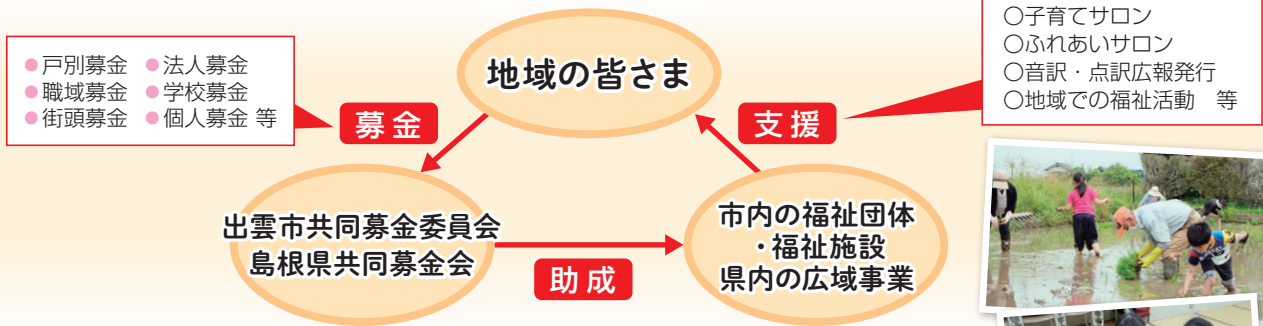 ●戸別募金 ●法人募金
●職域募金 ●学校募金
●街頭募金 ●個人募金 等
地域の皆さま
○子育てサロン
○ふれあいサロン
○音訳・点訳広報発行
○地域での福祉活動 等
募金
支援
出雲市共同募金委員会
島根県共同募金会
助成
市内の福祉団体
・福祉施設
県内の広域事業